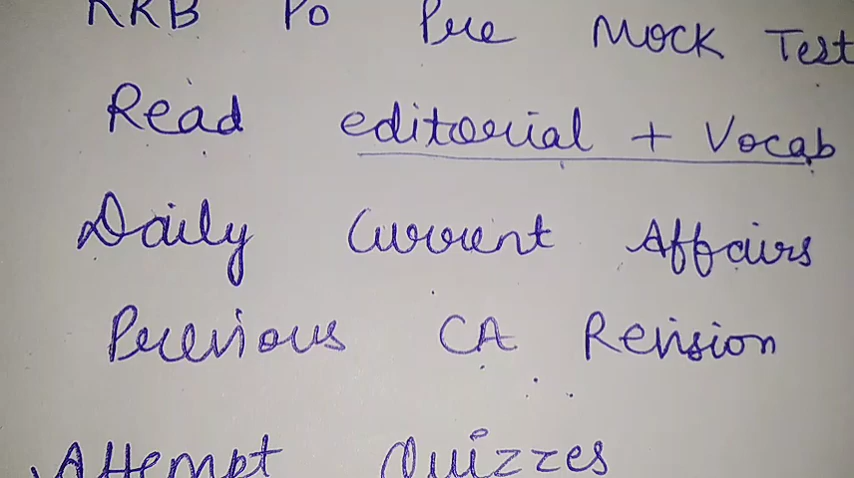 RRB PO Pre Mock Test
Read editorial + Vocab
Daily Current Affairs
Previous CA Revision
Attempt Quizzes